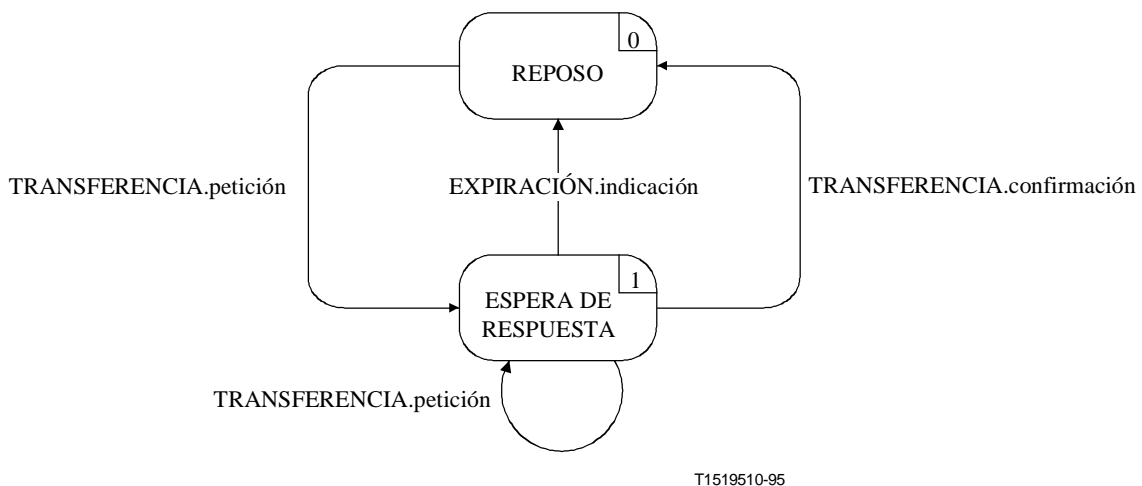 0
REPOSO
TRANSFERENCIA.petición
EXPIRACIÓN.indicación
TRANSFERENCIA.confirmación
1
ESPERA DE
RESPUESTA
TRANSFERENCIA.petición
T1519510-95